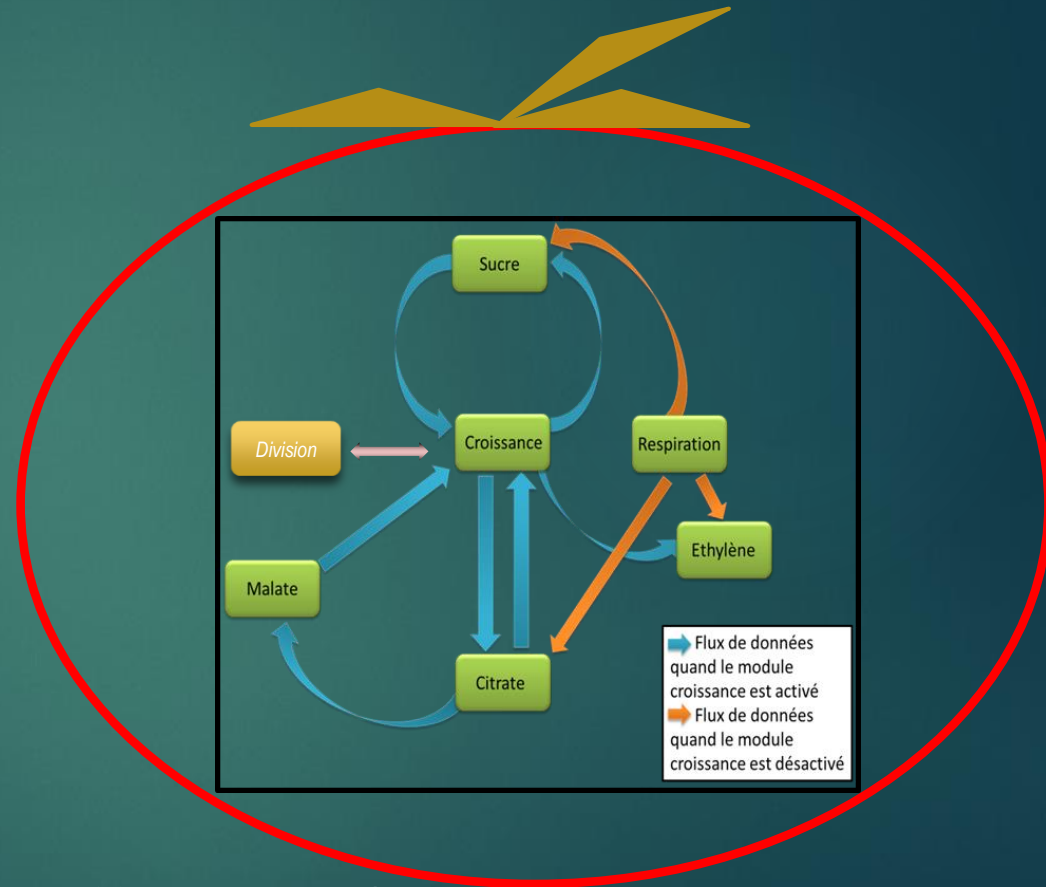 Sucre
Division
Croissance
Respiration
Ethylène
Malate
Citrate
Flux de données
quand le module
croissance est activé
Flux de données
quand le module
croissance est désactivé